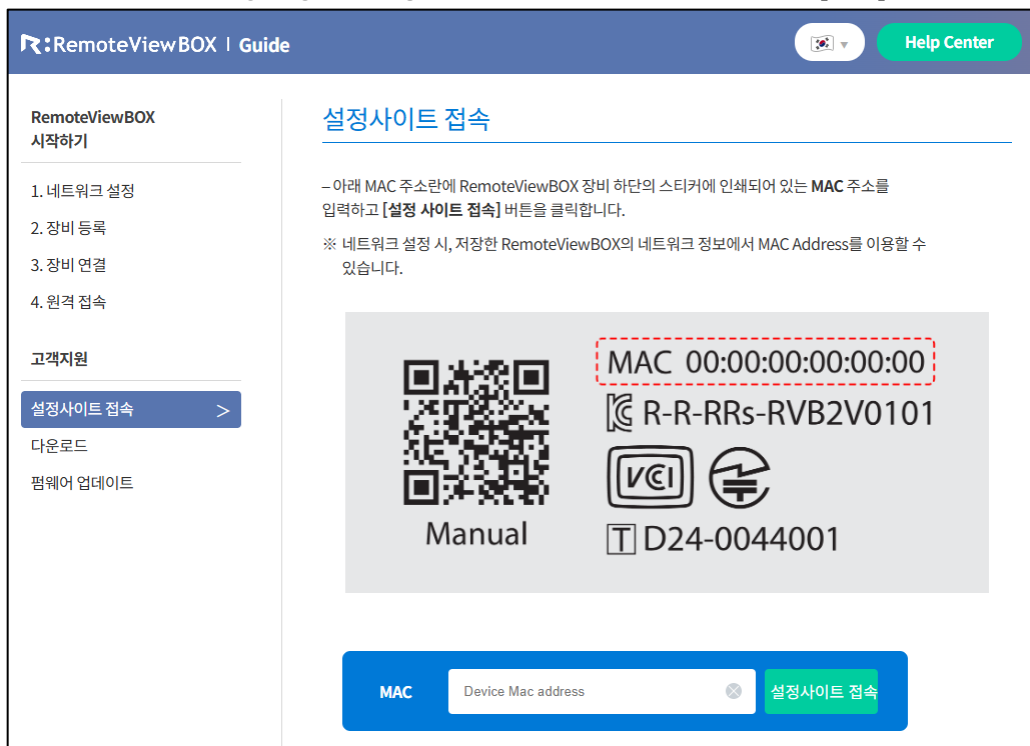 R:RemoteViewBOX | Guide
Help Center
RemoteViewBOX
시작하기
1. 네트워크 설정
2. 장비 등록
3. 장비 연결
4. 원격 접속
고객지원
설정사이트 접속 >
다운로드
펌웨어 업데이트
설정사이트 접속
– 아래 MAC 주소란에 RemoteViewBOX 장비 하단의 스티커에 인쇄되어 있는 MAC 주소를
입력하고 [설정 사이트 접속] 버튼을 클릭합니다.
※ 네트워크 설정 시, 저장한 RemoteViewBOX의 네트워크 정보에서 MAC Address를 이용할 수
있습니다.
Manual
MAC 00:00:00:00:00:00
R-R-RRs-RVB2V0101
VCI
T D24-0044001
MAC
Device Mac address
설정사이트 접속